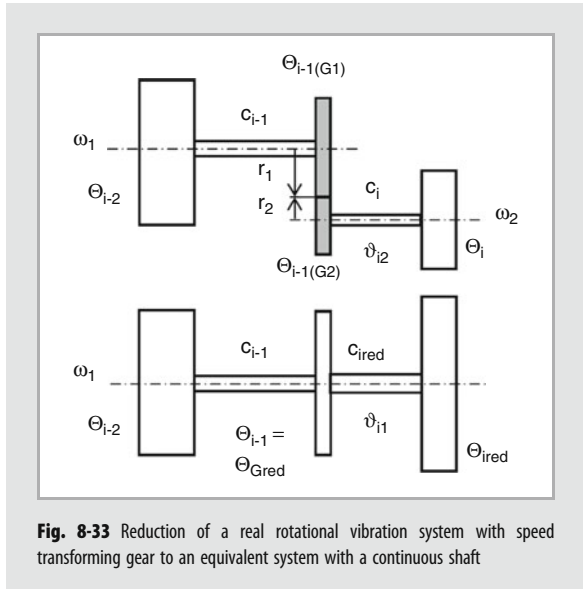 Θi-1(G1)
ci-1
ω1
r1
ci
Θi-2
r2
ω2
Θi
Θi-1(G2)
ϑi2
ci-1
cired
ω1
Θi-2
ϑi1
Θi-1 =
ΘGred
Θired
Fig. 8-33 Reduction of a real rotational vibration system with speed
transforming gear to an equivalent system with a continuous shaft